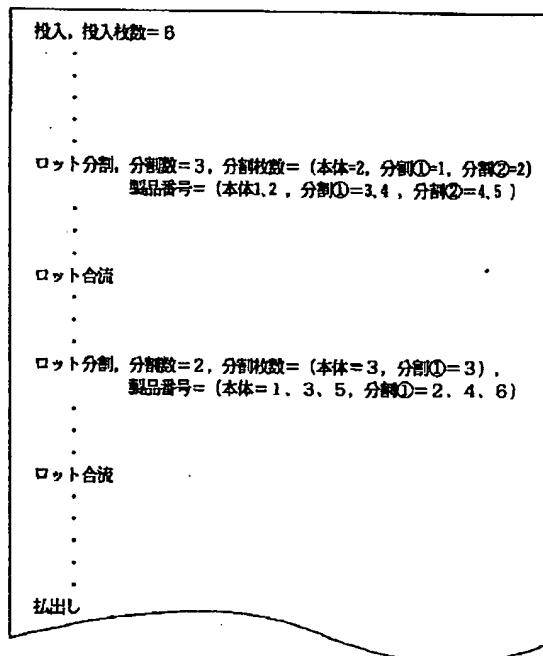 投入, 投入枚数=6
ロット分割, 分割数=3, 分割枚数= (本体=2, 分割①=1, 分割②=2)
製品番号= (本体1、2 , 分割①=3、4 , 分割②=4、5 )
ロット合流
ロット分割, 分割数=2, 分割枚数= (本体=3, 分割①=3) ,
製品番号= (本体=1、3、5, 分割①=2、4、6)
ロット合流
払出し